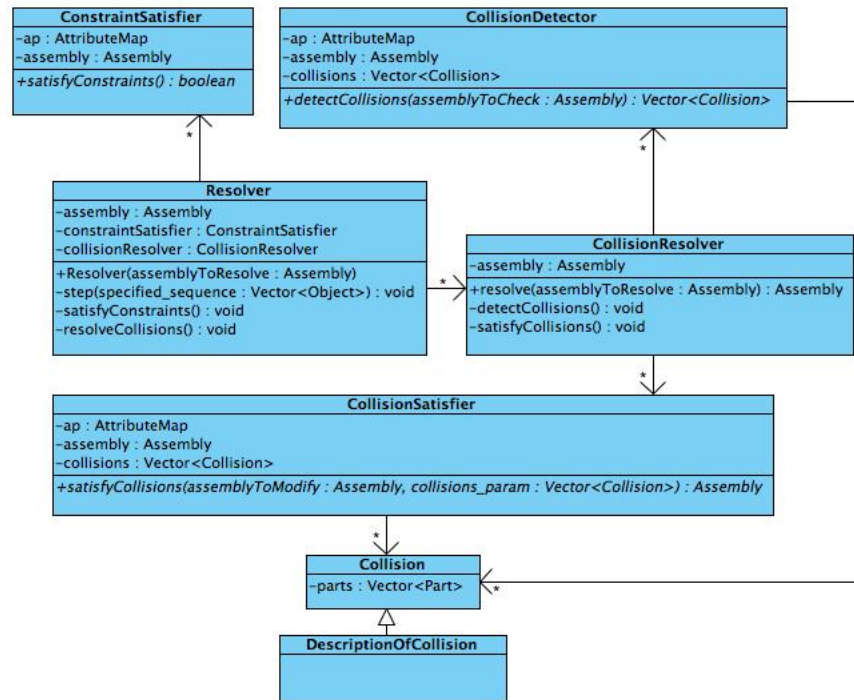 ConstraintSatisfier
-ap : AttributeMap
-assembly : Assembly
+satisfyConstraints() : boolean
CollisionDetector
-ap : AttributeMap
-assembly : Assembly
-collisions : Vector<Collision>
+detectCollisions(assemblyToCheck : Assembly) : Vector<Collision>
*
*
Resolver
-assembly : Assembly
-constraintSatisfier : ConstraintSatisfier
-collisionResolver : CollisionResolver
+Resolver(assemblyToResolve : Assembly)
-step(specified_sequence : Vector<Object>) : void
-satisfyConstraints() : void
-resolveCollisions() : void
*
CollisionResolver
-assembly : Assembly
+resolve(assemblyToResolve : Assembly) : Assembly
-detectCollisions() : void
-satisfyCollisions() : void
*
CollisionSatisfier
-ap : AttributeMap
-assembly : Assembly
-collisions : Vector<Collision>
+satisfyCollisions(assemblyToModify : Assembly, collisions_param : Vector<Collision>) : Assembly
*
Collision
-parts : Vector<Part>
*
DescriptionOfCollision